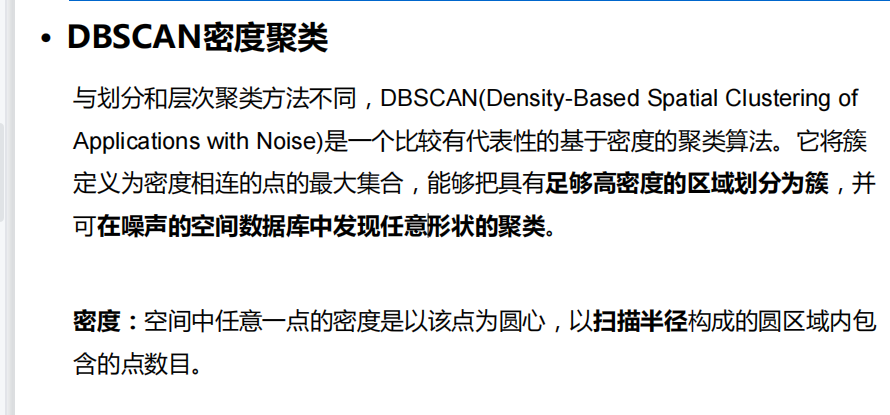 • DBSCAN密度聚类
与划分和层次聚类方法不同，DBSCAN(Density-Based Spatial Clustering of
Applications with Noise)是一个比较有代表性的基于密度的聚类算法。它将簇
定义为密度相连的点的最大集合，能够把具有足够高密度的区域划分为簇，并
可在噪声的空间数据库中发现任意形状的聚类。
密度：空间中任意一点的密度是以该点为圆心，以扫描半径构成的圆区域内包
含的点数目。